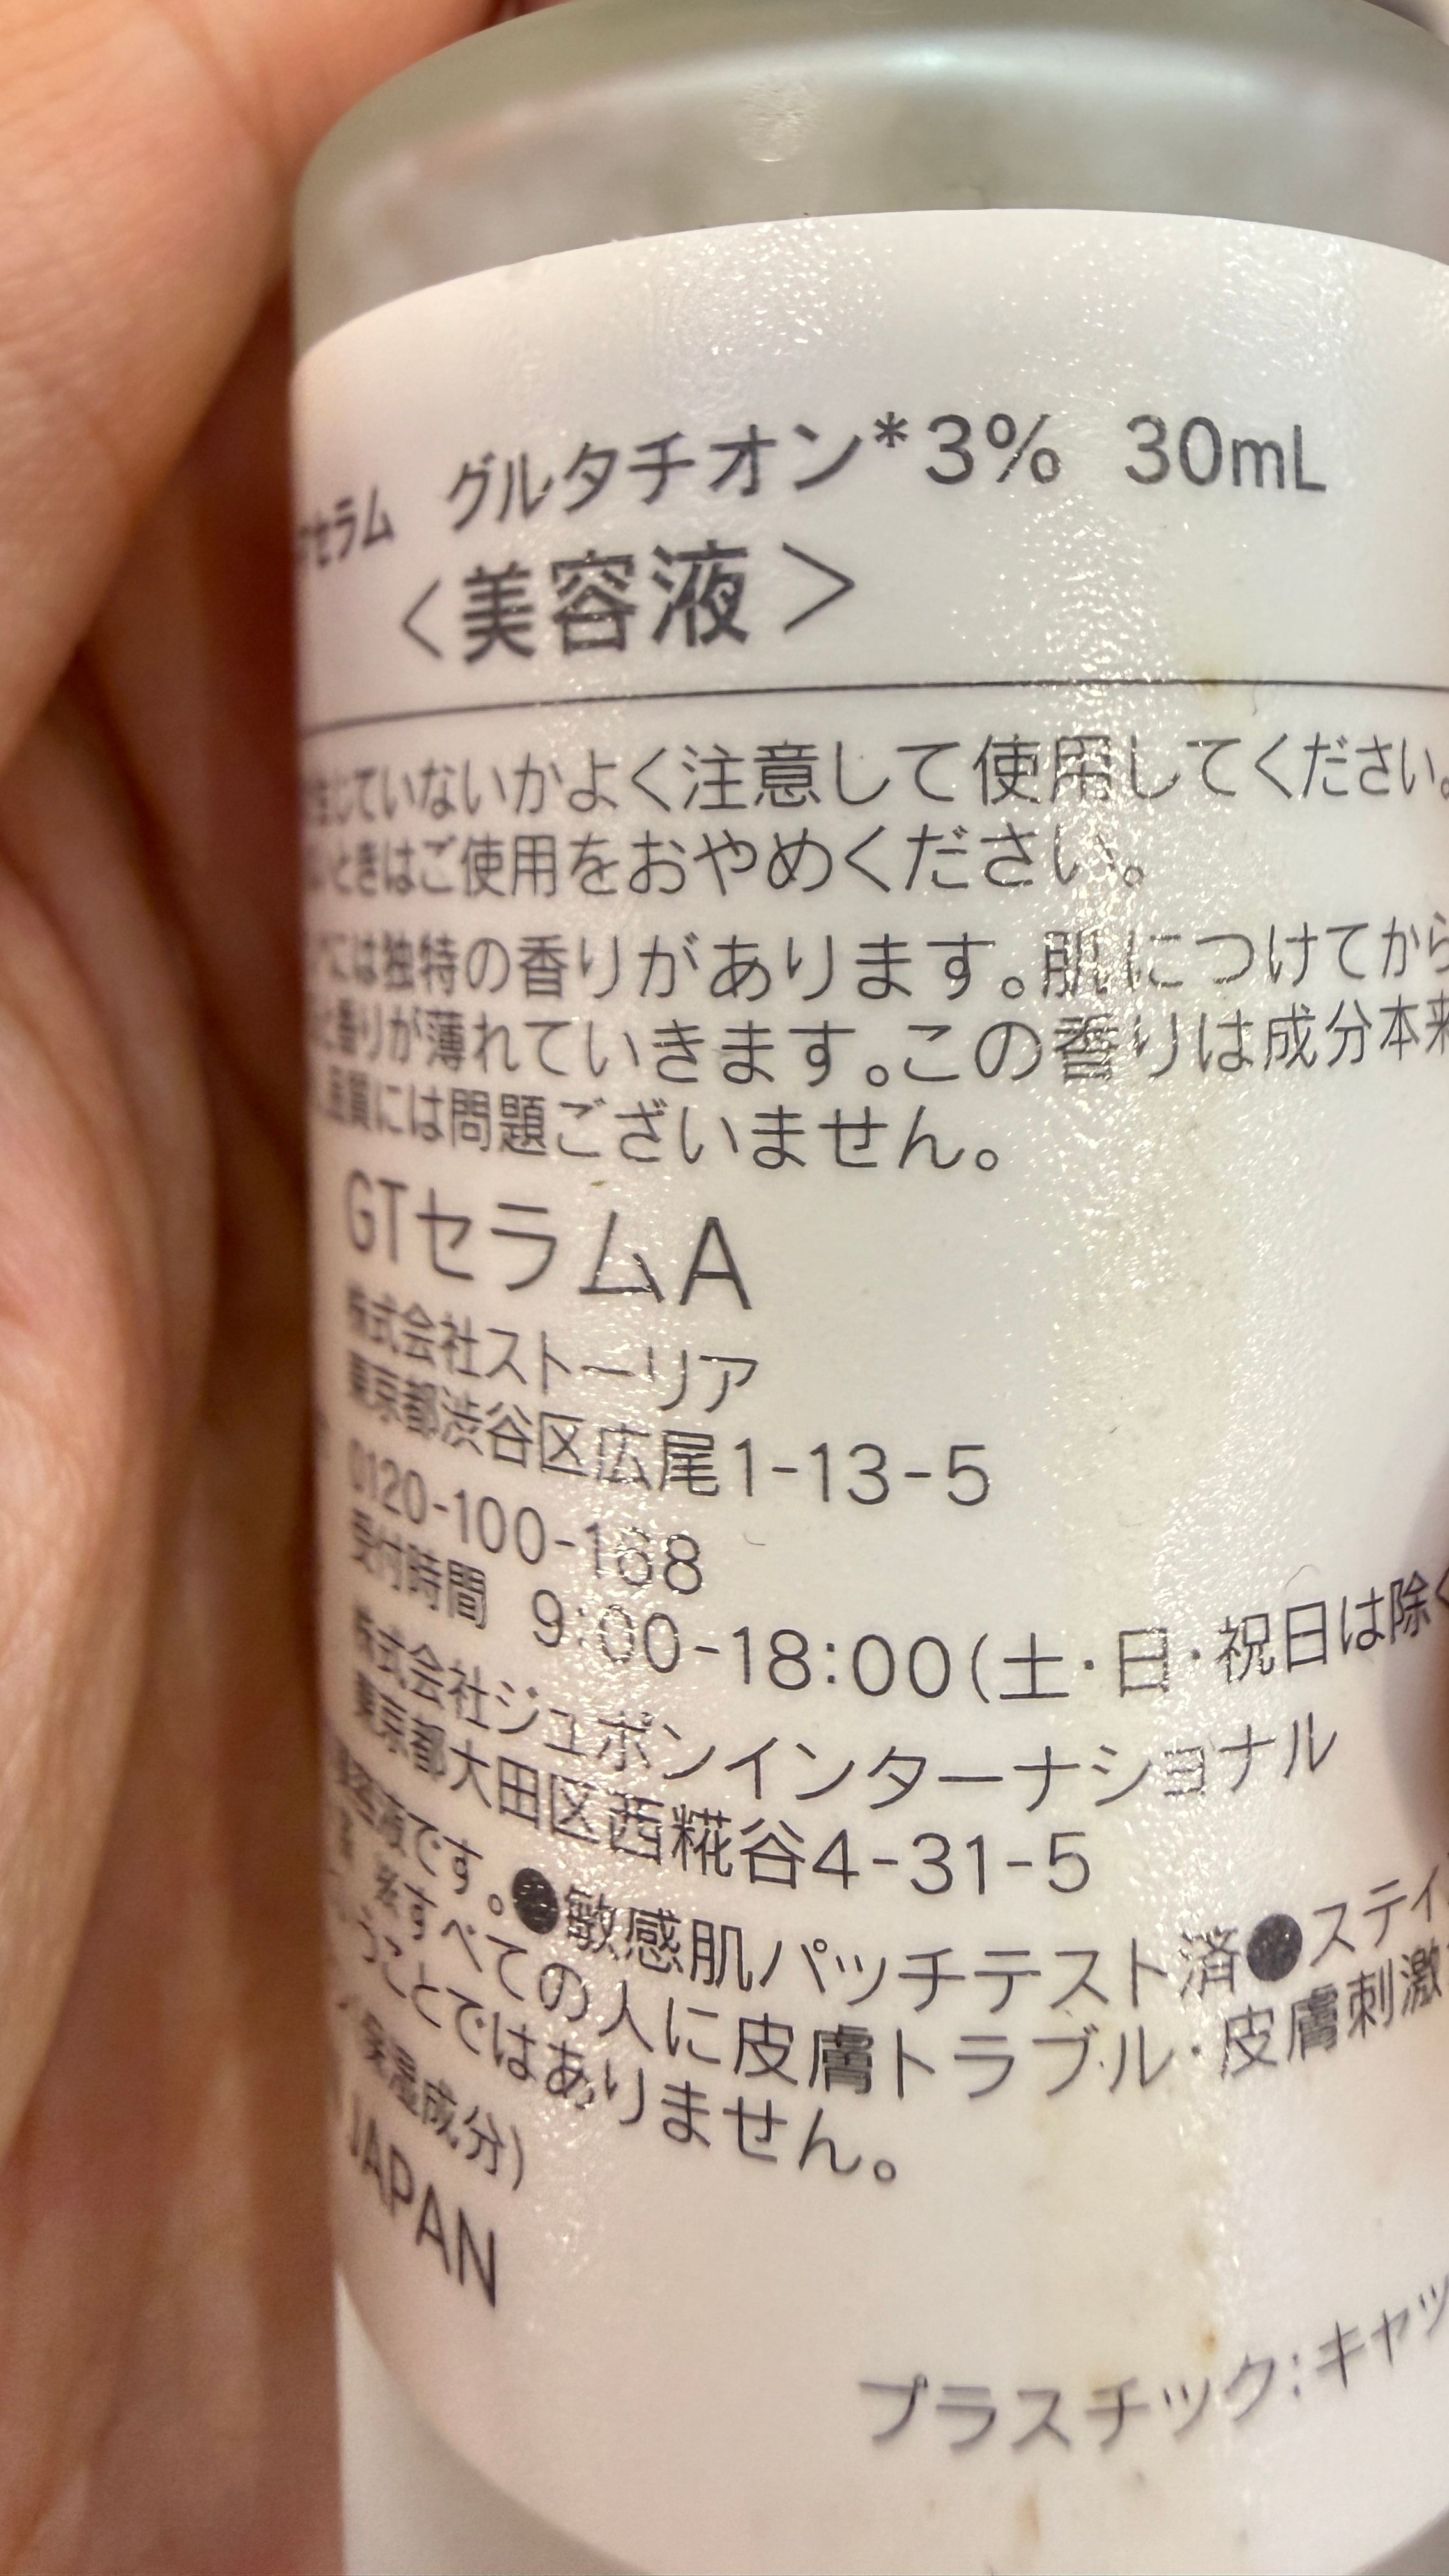 セラム グルタチオン*3% 30mL
＜美容液＞
じていないかよく注意して使用してください。
ときはご使用をおやめください。
には独特の香りがあります。肌につけてから
香りが薄れていきます。この香りは成分本来
品質には問題ございません。
GTセラムA
株式会社ストーリア
東京都渋谷区広尾1-13-5
0120-100-168
受付時間 9:00-18:00(土・日・祝日は除く
株式会社ジュポンインターナショナル
東京都大田区西糀谷4-31-5
です。●敏感肌パッチテスト済●スティ
すべての人に皮膚トラブル・皮膚刺激
うことではありません。
保湿成分)
JAPAN
プラスチック:キャッ